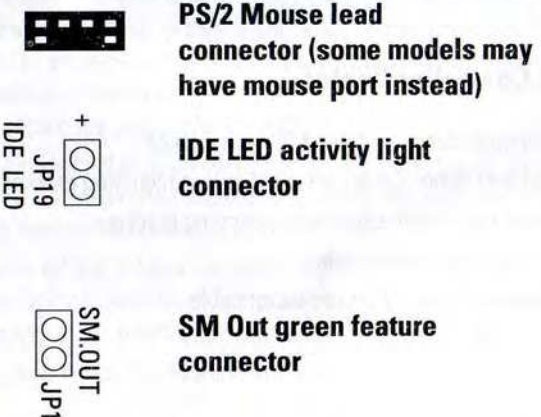 PS/2 Mouse lead
connector (some models may
have mouse port instead)
+
JP19
IDE LED
IDE LED activity light
connector
SM.OUT
SM Out green feature
connector